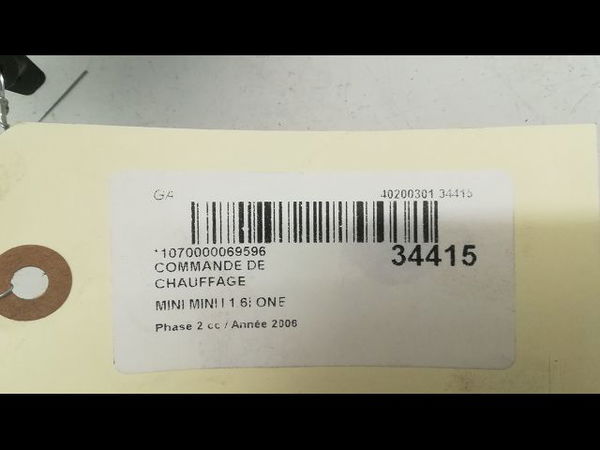 GA 40200301 34415
*1070000069596 34415
COMMANDE DE
CHAUFFAGE
MINI MINI I 1.6i ONE
Phase 2 cc / Année 2006